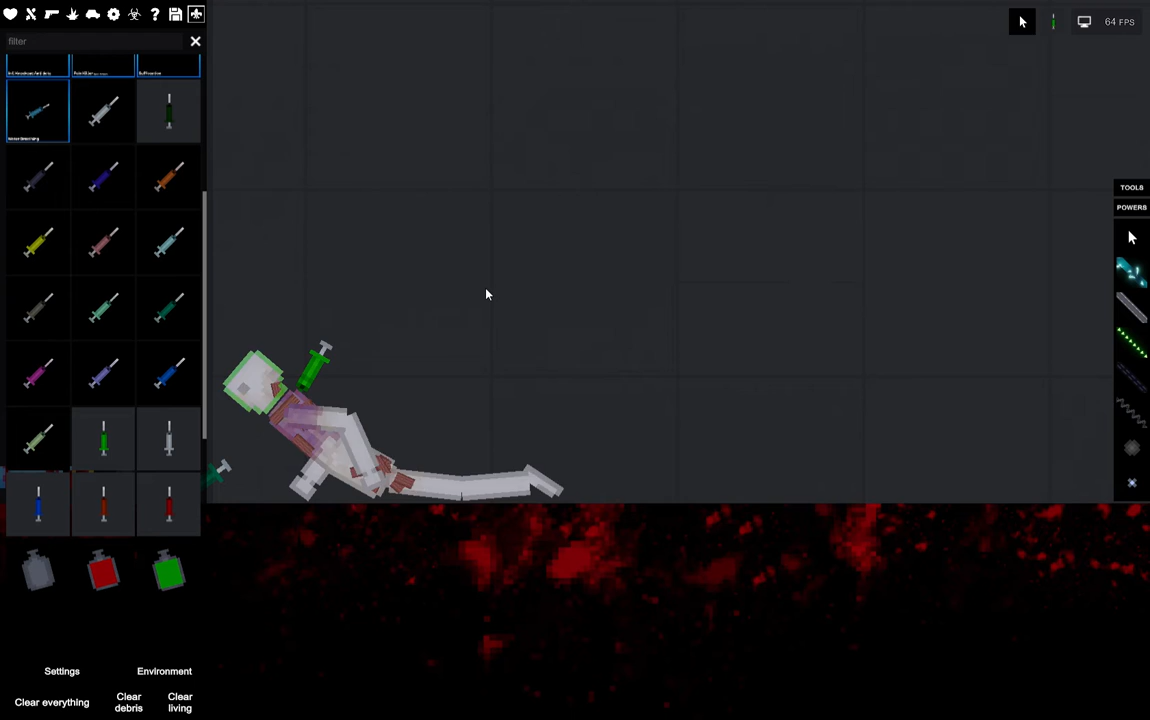 64 FPS
filter
TOOLS
POWERS
Settings
Environment
Clear everything
Clear debris
Clear living